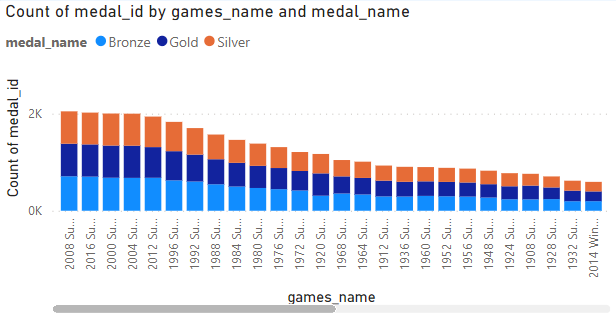 Count of medal_id by games_name and medal_name
medal_name Bronze Gold Silver
Count of medal_id
2K
0K
2008 Su...
2016 Su...
2000 Su...
2004 Su...
2012 Su...
1996 Su...
1992 Su...
1988 Su...
1984 Su...
1980 Su...
1976 Su...
1972 Su...
1920 Su...
1968 Su...
1964 Su...
1912 Su...
1936 Su...
1960 Su...
1952 Su...
1956 Su...
1948 Su...
1924 Su...
1908 Su...
1928 Su...
1932 Su...
2014 Win...
games_name